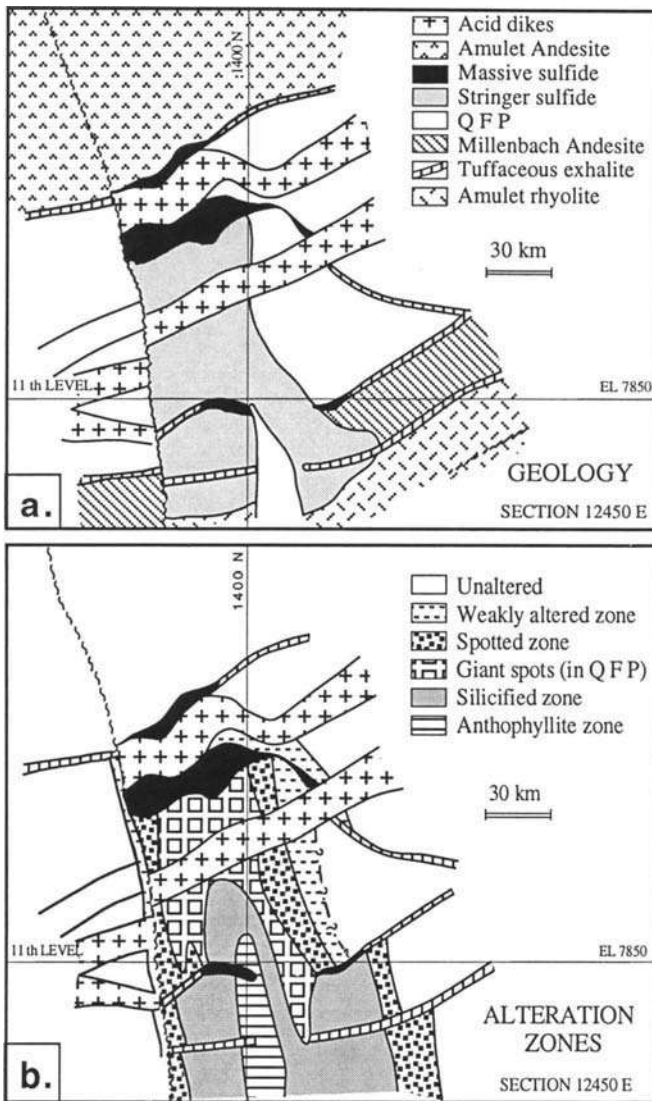 1400 N
Acid dikes
Amulet Andesite
Massive sulfide
Stringer sulfide
Q F P
Millenbach Andesite
Tuffaceous exhalite
Amulet rhyolite
30 km
11 th LEVEL
EL 7850
GEOLOGY
SECTION 12450 E
a.
1400 N
Unaltered
Weakly altered zone
Spotted zone
Giant spots (in Q F P)
Silicified zone
Anthophyllite zone
30 km
11 th LEVEL
EL 7850
ALTERATION
ZONES
SECTION 12450 E
b.